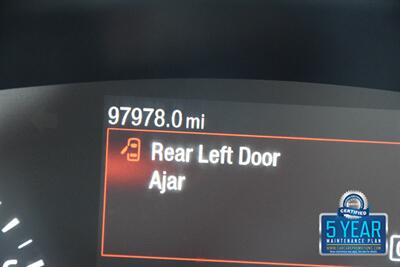 97978.0 mi
Rear Left Door
Ajar
CERTIFIED
5 YEAR
MAINTENANCE PLAN